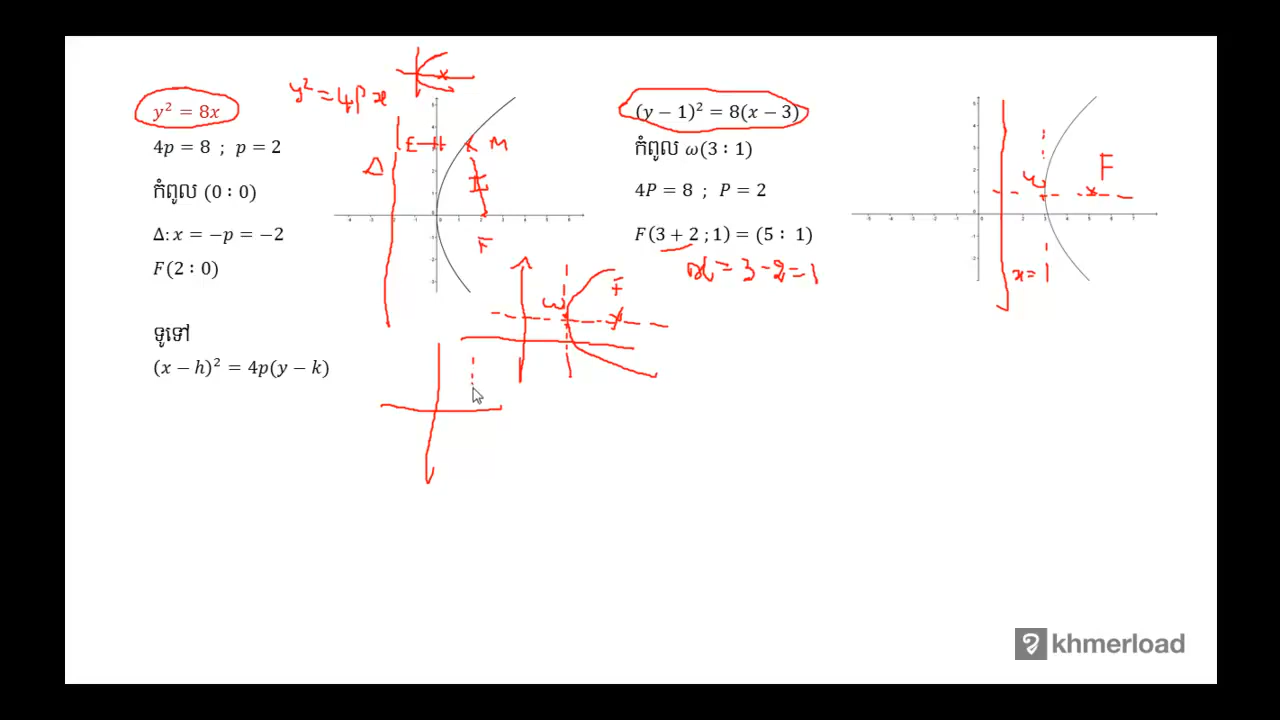 y² = 4Px
y² = 8x
4p = 8 ; p = 2
កំពូល (0 : 0)
Δ: x = −p = −2
F(2 : 0)
ទូទៅ
(x − h)² = 4p(y − k)
Δ
E H M
F
ω F
(y − 1)² = 8(x − 3)
កំពូល ω(3 : 1)
4P = 8 ; P = 2
F(3 + 2 ; 1) = (5 : 1)
x = 3 - 2 = 1
F
ω
x = 1
khmerload